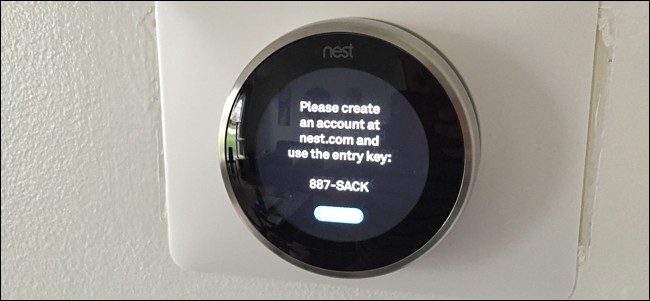 nest
Please create
an account at
nest.com and
use the entry key:
887-SACK